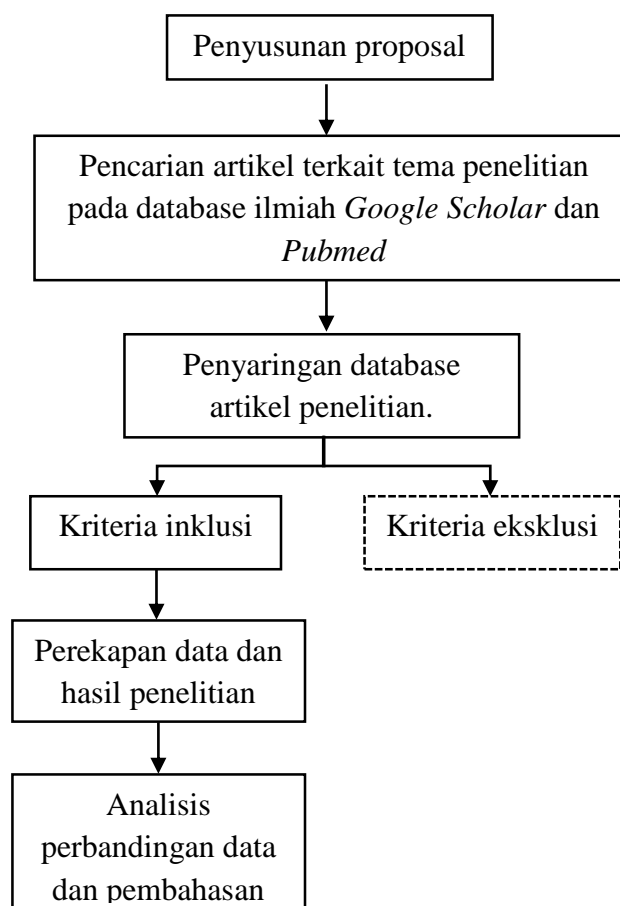 Penyusunan proposal
Pencarian artikel terkait tema penelitian
pada database ilmiah Google Scholar dan
Pubmed
Penyaringan database
artikel penelitian.
Kriteria inklusi
Kriteria eksklusi
Perekapan data dan
hasil penelitian
Analisis
perbandingan data
dan pembahasan